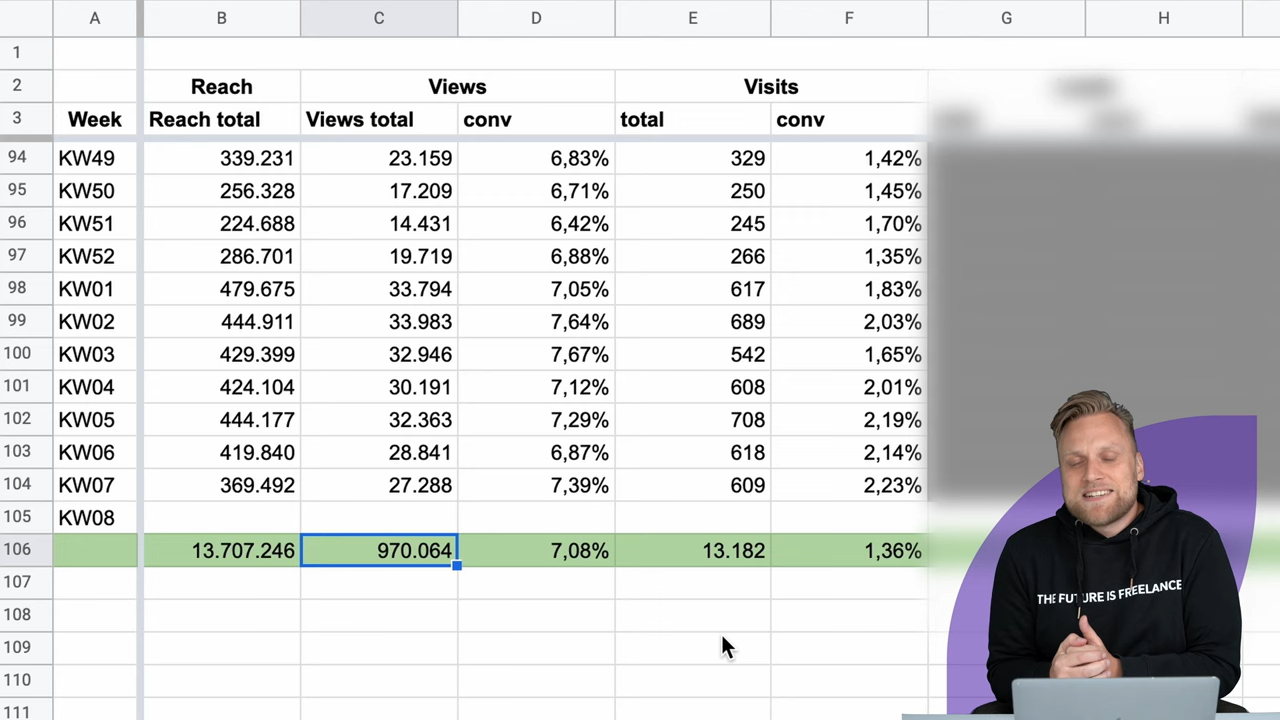 A B C D E F G H
1
2 Reach Views Visits
3 Week Reach total Views total conv total conv
94 KW49 339.231 23.159 6,83% 329 1,42%
95 KW50 256.328 17.209 6,71% 250 1,45%
96 KW51 224.688 14.431 6,42% 245 1,70%
97 KW52 286.701 19.719 6,88% 266 1,35%
98 KW01 479.675 33.794 7,05% 617 1,83%
99 KW02 444.911 33.983 7,64% 689 2,03%
100 KW03 429.399 32.946 7,67% 542 1,65%
101 KW04 424.104 30.191 7,12% 608 2,01%
102 KW05 444.177 32.363 7,29% 708 2,19%
103 KW06 419.840 28.841 6,87% 618 2,14%
104 KW07 369.492 27.288 7,39% 609 2,23%
105 KW08
106 13.707.246 970.064 7,08% 13.182 1,36%
107
108
109
110
111
THE FUTURE IS FREELANCE